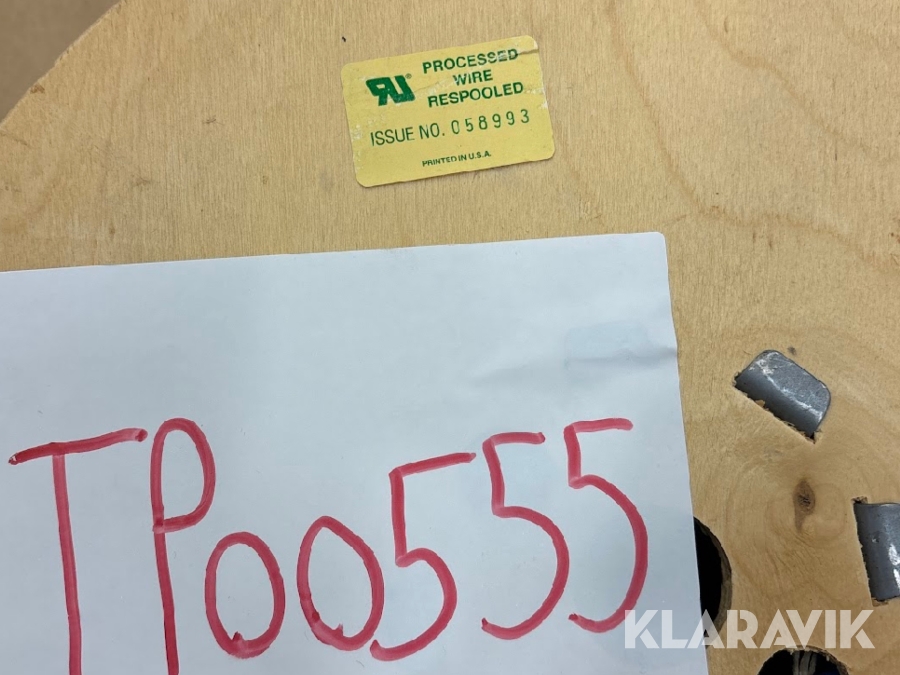 PROCESSED
WIRE
RESPOOLED
ISSUE NO. 058993
PRINTED IN U.S.A.
TP00555
KLARAVIK